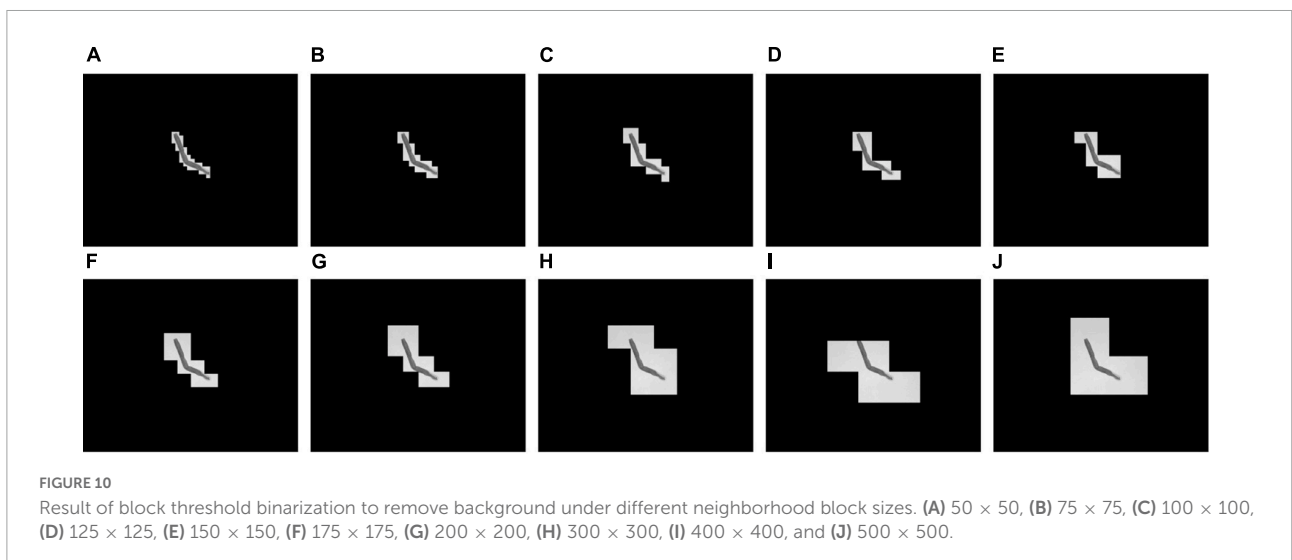 A B C D E
F G H I J
FIGURE 10
Result of block threshold binarization to remove background under different neighborhood block sizes. (A) 50 × 50, (B) 75 × 75, (C) 100 × 100,
(D) 125 × 125, (E) 150 × 150, (F) 175 × 175, (G) 200 × 200, (H) 300 × 300, (I) 400 × 400, and (J) 500 × 500.